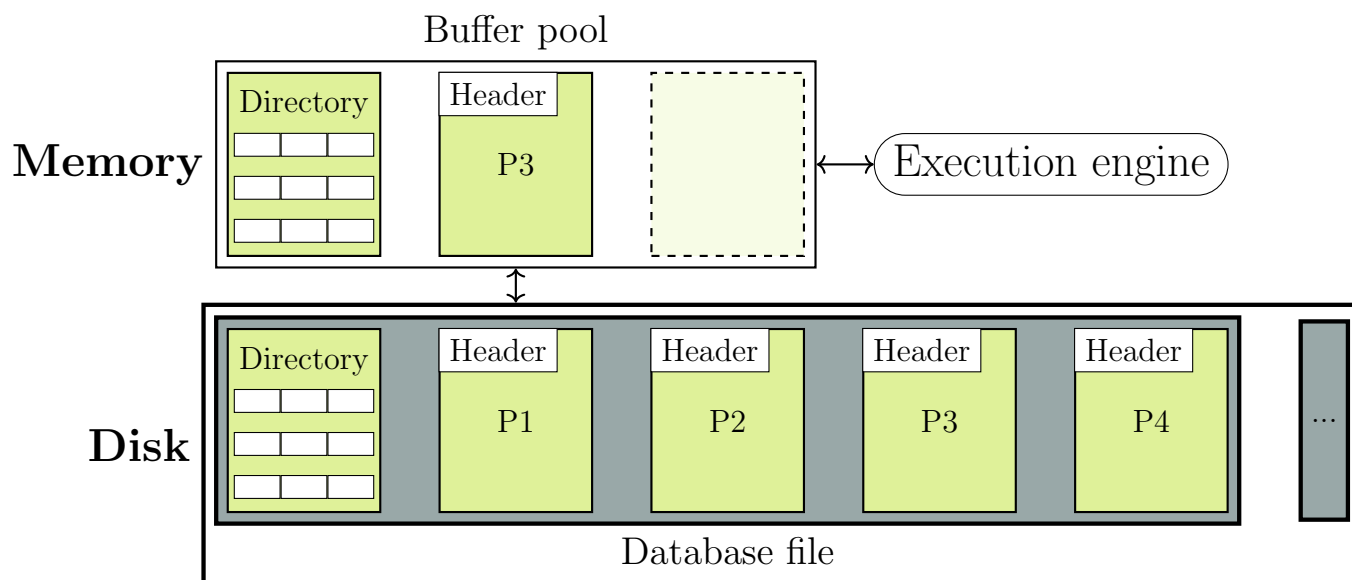 Buffer pool
Directory
Header
P3
Memory
Execution engine
Directory
Header
P1
Header
P2
Header
P3
Header
P4
...
Disk
Database file